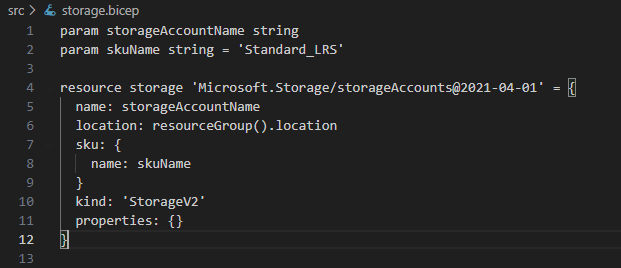 src > storage.bicep
1 param storageAccountName string
2 param skuName string = 'Standard_LRS'
3
4 resource storage 'Microsoft.Storage/storageAccounts@2021-04-01' = {
5   name: storageAccountName
6   location: resourceGroup().location
7   sku: {
8     name: skuName
9   }
10   kind: 'StorageV2'
11   properties: {}
12 }
13